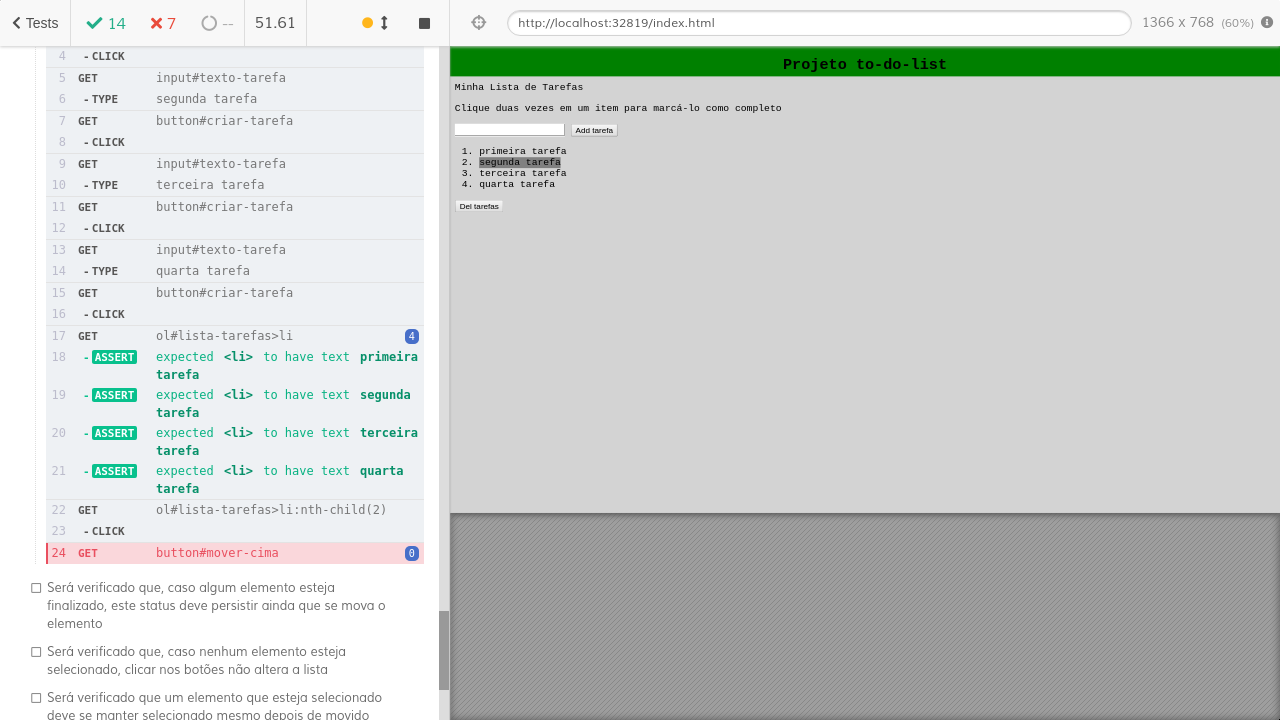 Tests 14 7 -- 51.61
http://localhost:32819/index.html 1366 x 768 (60%)
4 - CLICK
5 GET input#texto-tarefa
6 - TYPE segunda tarefa
7 GET button#criar-tarefa
8 - CLICK
9 GET input#texto-tarefa
10 - TYPE terceira tarefa
11 GET button#criar-tarefa
12 - CLICK
13 GET input#texto-tarefa
14 - TYPE quarta tarefa
15 GET button#criar-tarefa
16 - CLICK
17 GET ol#lista-tarefas>li 4
18 - ASSERT expected <li> to have text primeira
tarefa
19 - ASSERT expected <li> to have text segunda
tarefa
20 - ASSERT expected <li> to have text terceira
tarefa
21 - ASSERT expected <li> to have text quarta
tarefa
22 GET ol#lista-tarefas>li:nth-child(2)
23 - CLICK
24 GET button#mover-cima 0
Será verificado que, caso algum elemento esteja
finalizado, este status deve persistir ainda que se mova o
elemento
Será verificado que, caso nenhum elemento esteja
selecionado, clicar nos botões não altera a lista
Será verificado que um elemento que esteja selecionado
deve se manter selecionado mesmo depois de movido
Projeto to-do-list
Minha Lista de Tarefas
Clique duas vezes em um item para marcá-lo como completo
Add tarefa
1. primeira tarefa
2. segunda tarefa
3. terceira tarefa
4. quarta tarefa
Del tarefas